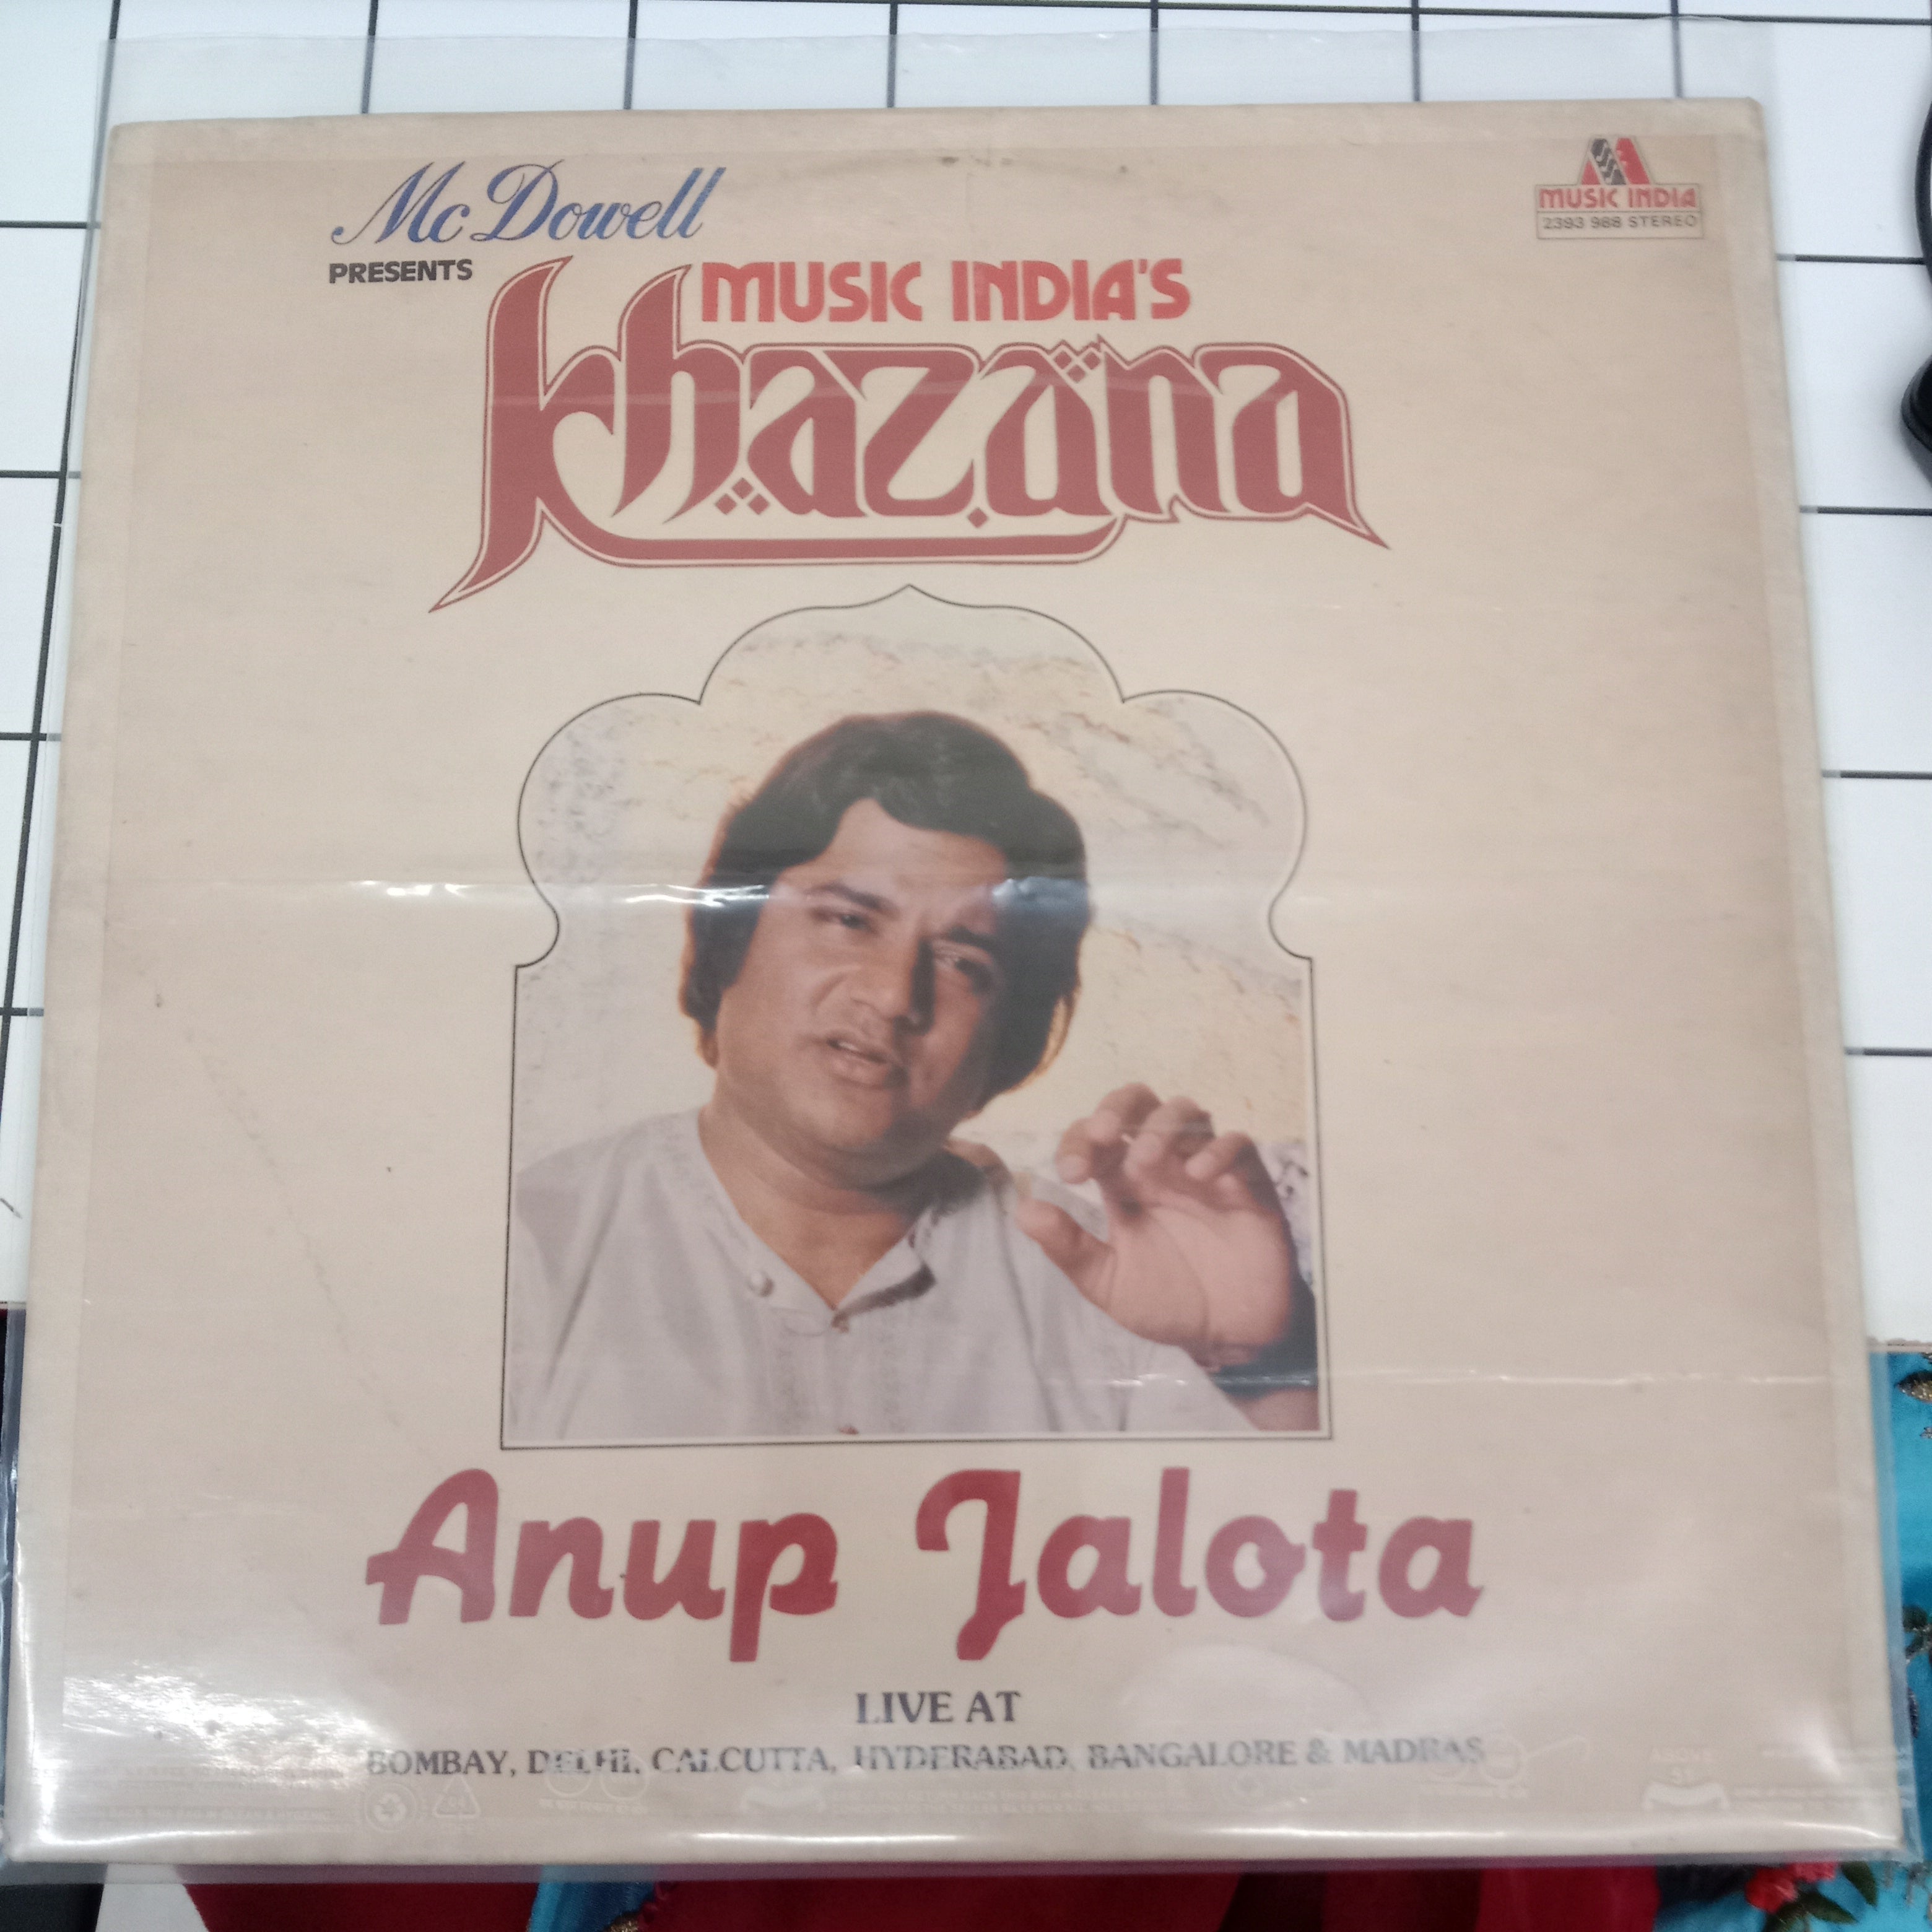 Mc Dowell
PRESENTS
MUSIC INDIA
2393 988 STEREO
MUSIC INDIA'S
khazana
Anup Jalota
LIVE AT
BOMBAY, DELHI, CALCUTTA, HYDERABAD, BANGALORE & MADRAS